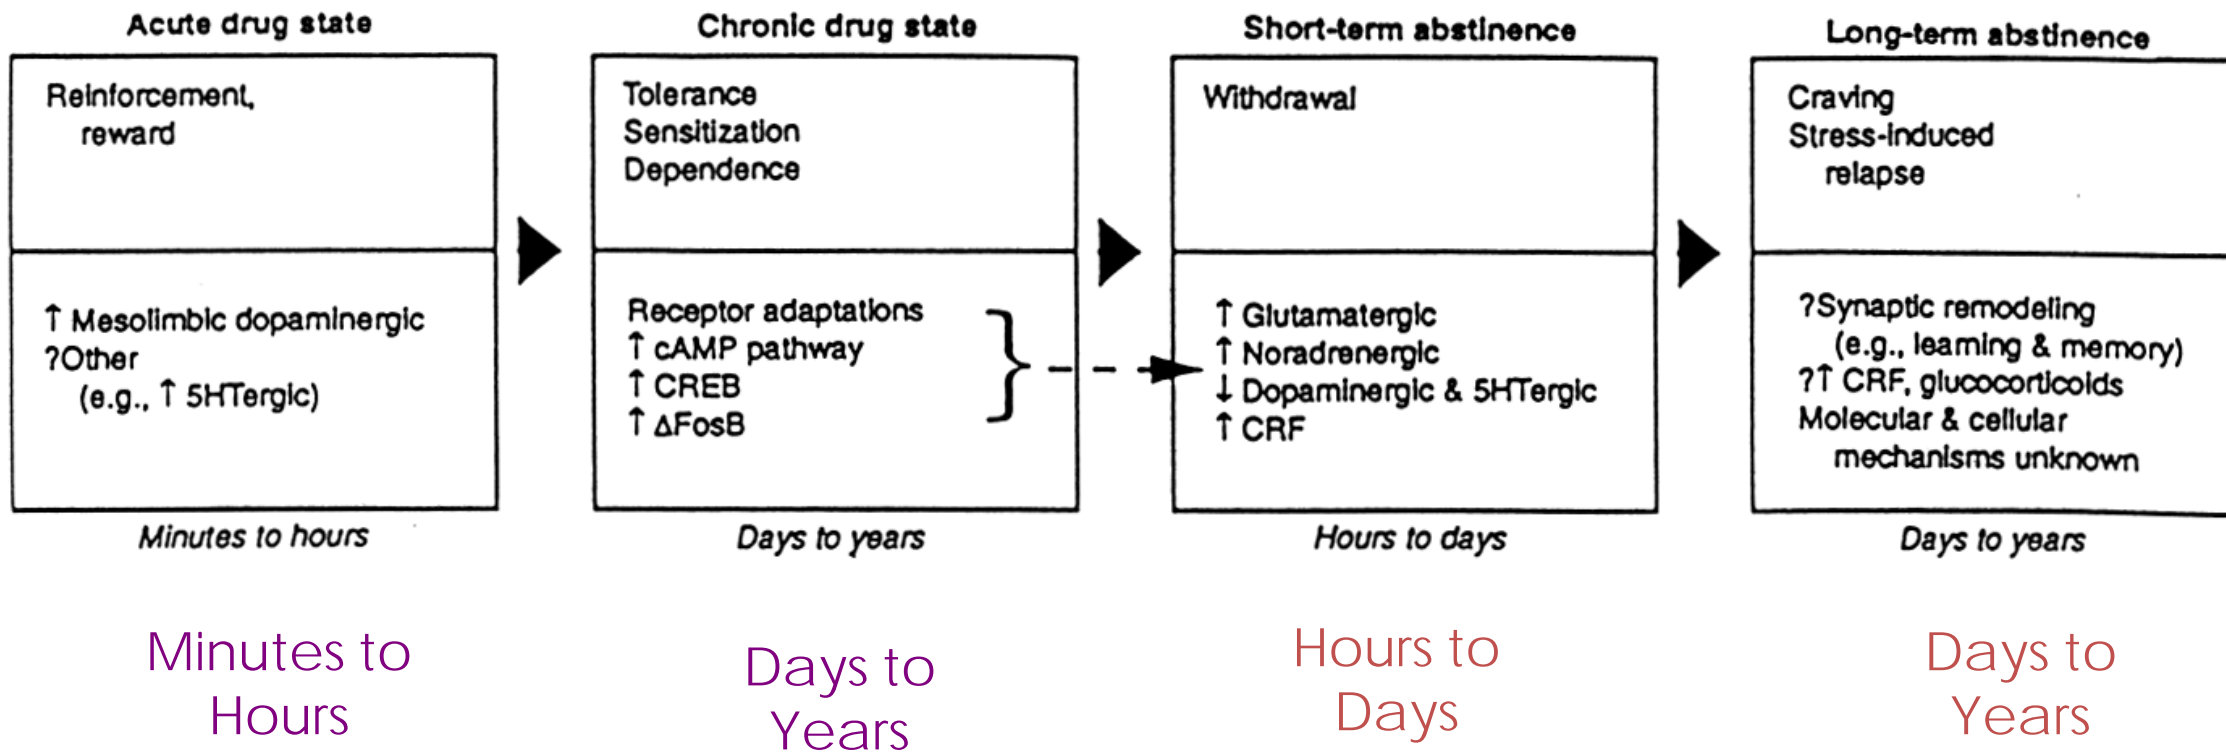 Acute drug state
Reinforcement,
reward
↑ Mesolimbic dopaminergic
?Other
(e.g., ↑ 5HTergic)
Minutes to hours
Chronic drug state
Tolerance
Sensitization
Dependence
Receptor adaptations
↑ cAMP pathway
↑ CREB
↑ ΔFosB
Days to years
Short-term abstinence
Withdrawal
↑ Glutamatergic
↑ Noradrenergic
↓ Dopaminergic & 5HTergic
↑ CRF
Hours to days
Long-term abstinence
Craving
Stress-induced
relapse
?Synaptic remodeling
(e.g., learning & memory)
?↑ CRF, glucocorticoids
Molecular & cellular
mechanisms unknown
Days to years
Minutes to
Hours
Days to
Years
Hours to
Days
Days to
Years